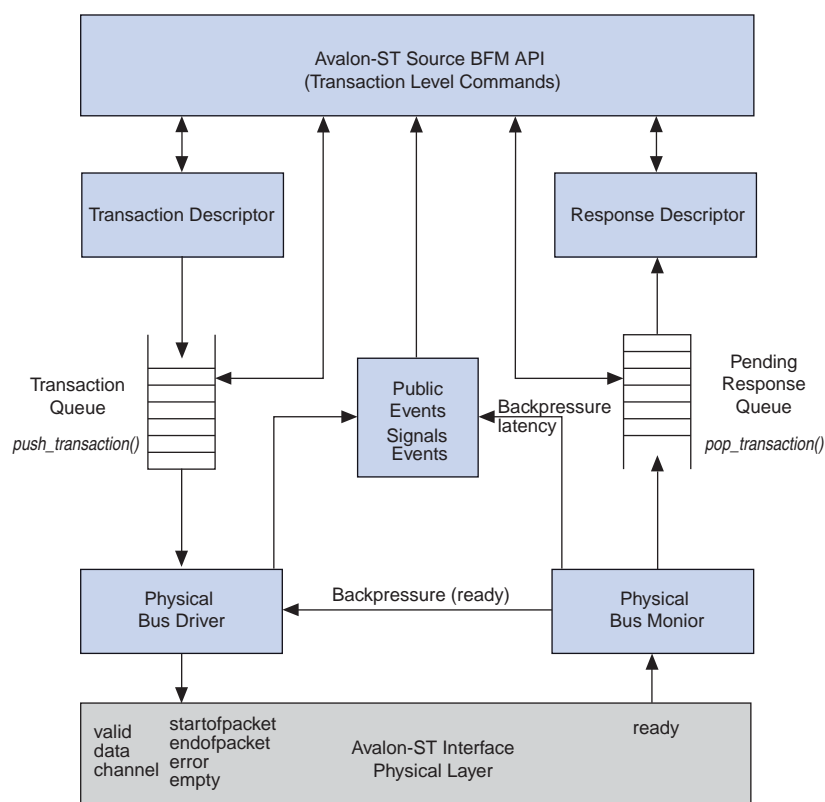 Avalon-ST Source BFM API
(Transaction Level Commands)
Transaction Descriptor
Response Descriptor
Transaction
Queue
push_transaction()
Public
Events
Signals
Events
Backpressure
latency
Pending
Response
Queue
pop_transaction()
Physical
Bus Driver
Backpressure (ready)
Physical
Bus Monior
valid
data
channel
startofpacket
endofpacket
error
empty
Avalon-ST Interface
Physical Layer
ready